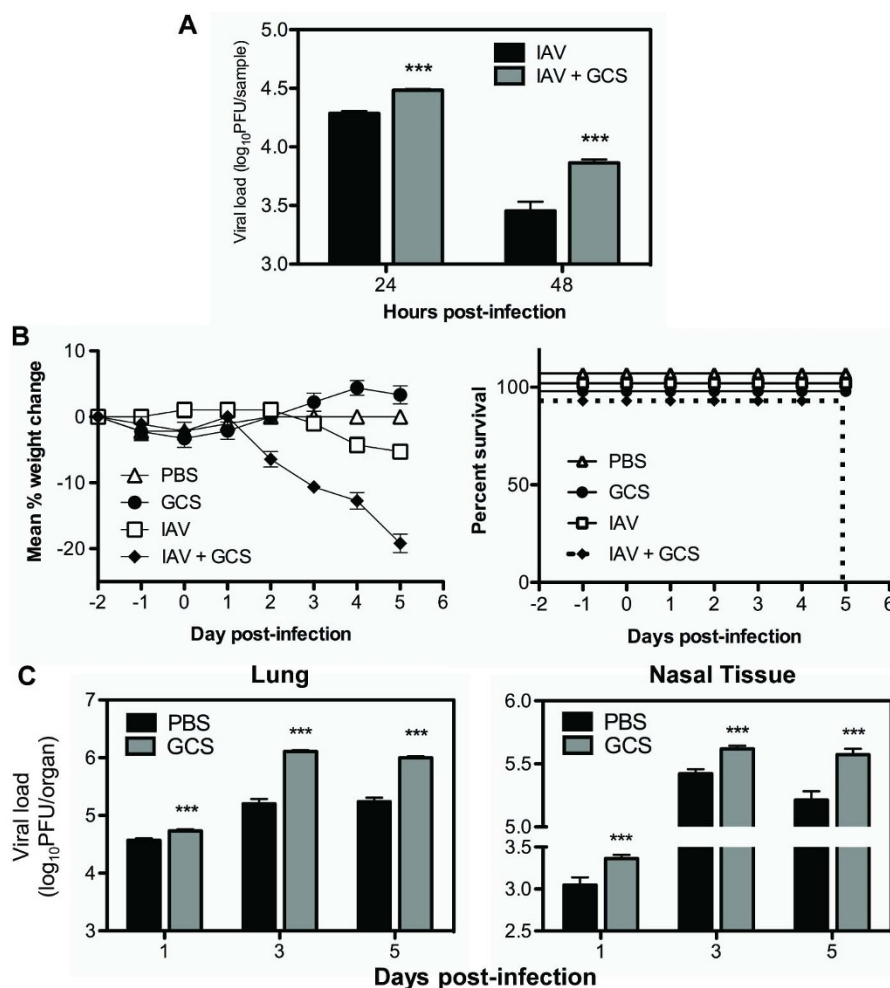 A
Viral load (log10PFU/sample)
5.0
4.5
4.0
3.5
3.0
IAV
IAV + GCS
***
***
24
48
Hours post-infection
B
Mean % weight change
10
0
-10
-20
PBS
GCS
IAV
IAV + GCS
-2 -1 0 1 2 3 4 5 6
Day post-infection
Percent survival
100
50
0
PBS
GCS
IAV
IAV + GCS
-2 -1 0 1 2 3 4 5 6
Days post-infection
C
Lung
Viral load
(log10PFU/organ)
7
6
5
4
3
PBS
GCS
***
***
***
1 3 5
Nasal Tissue
6.0
5.5
5.0
3.5
3.0
2.5
PBS
GCS
***
***
***
1 3 5
Days post-infection